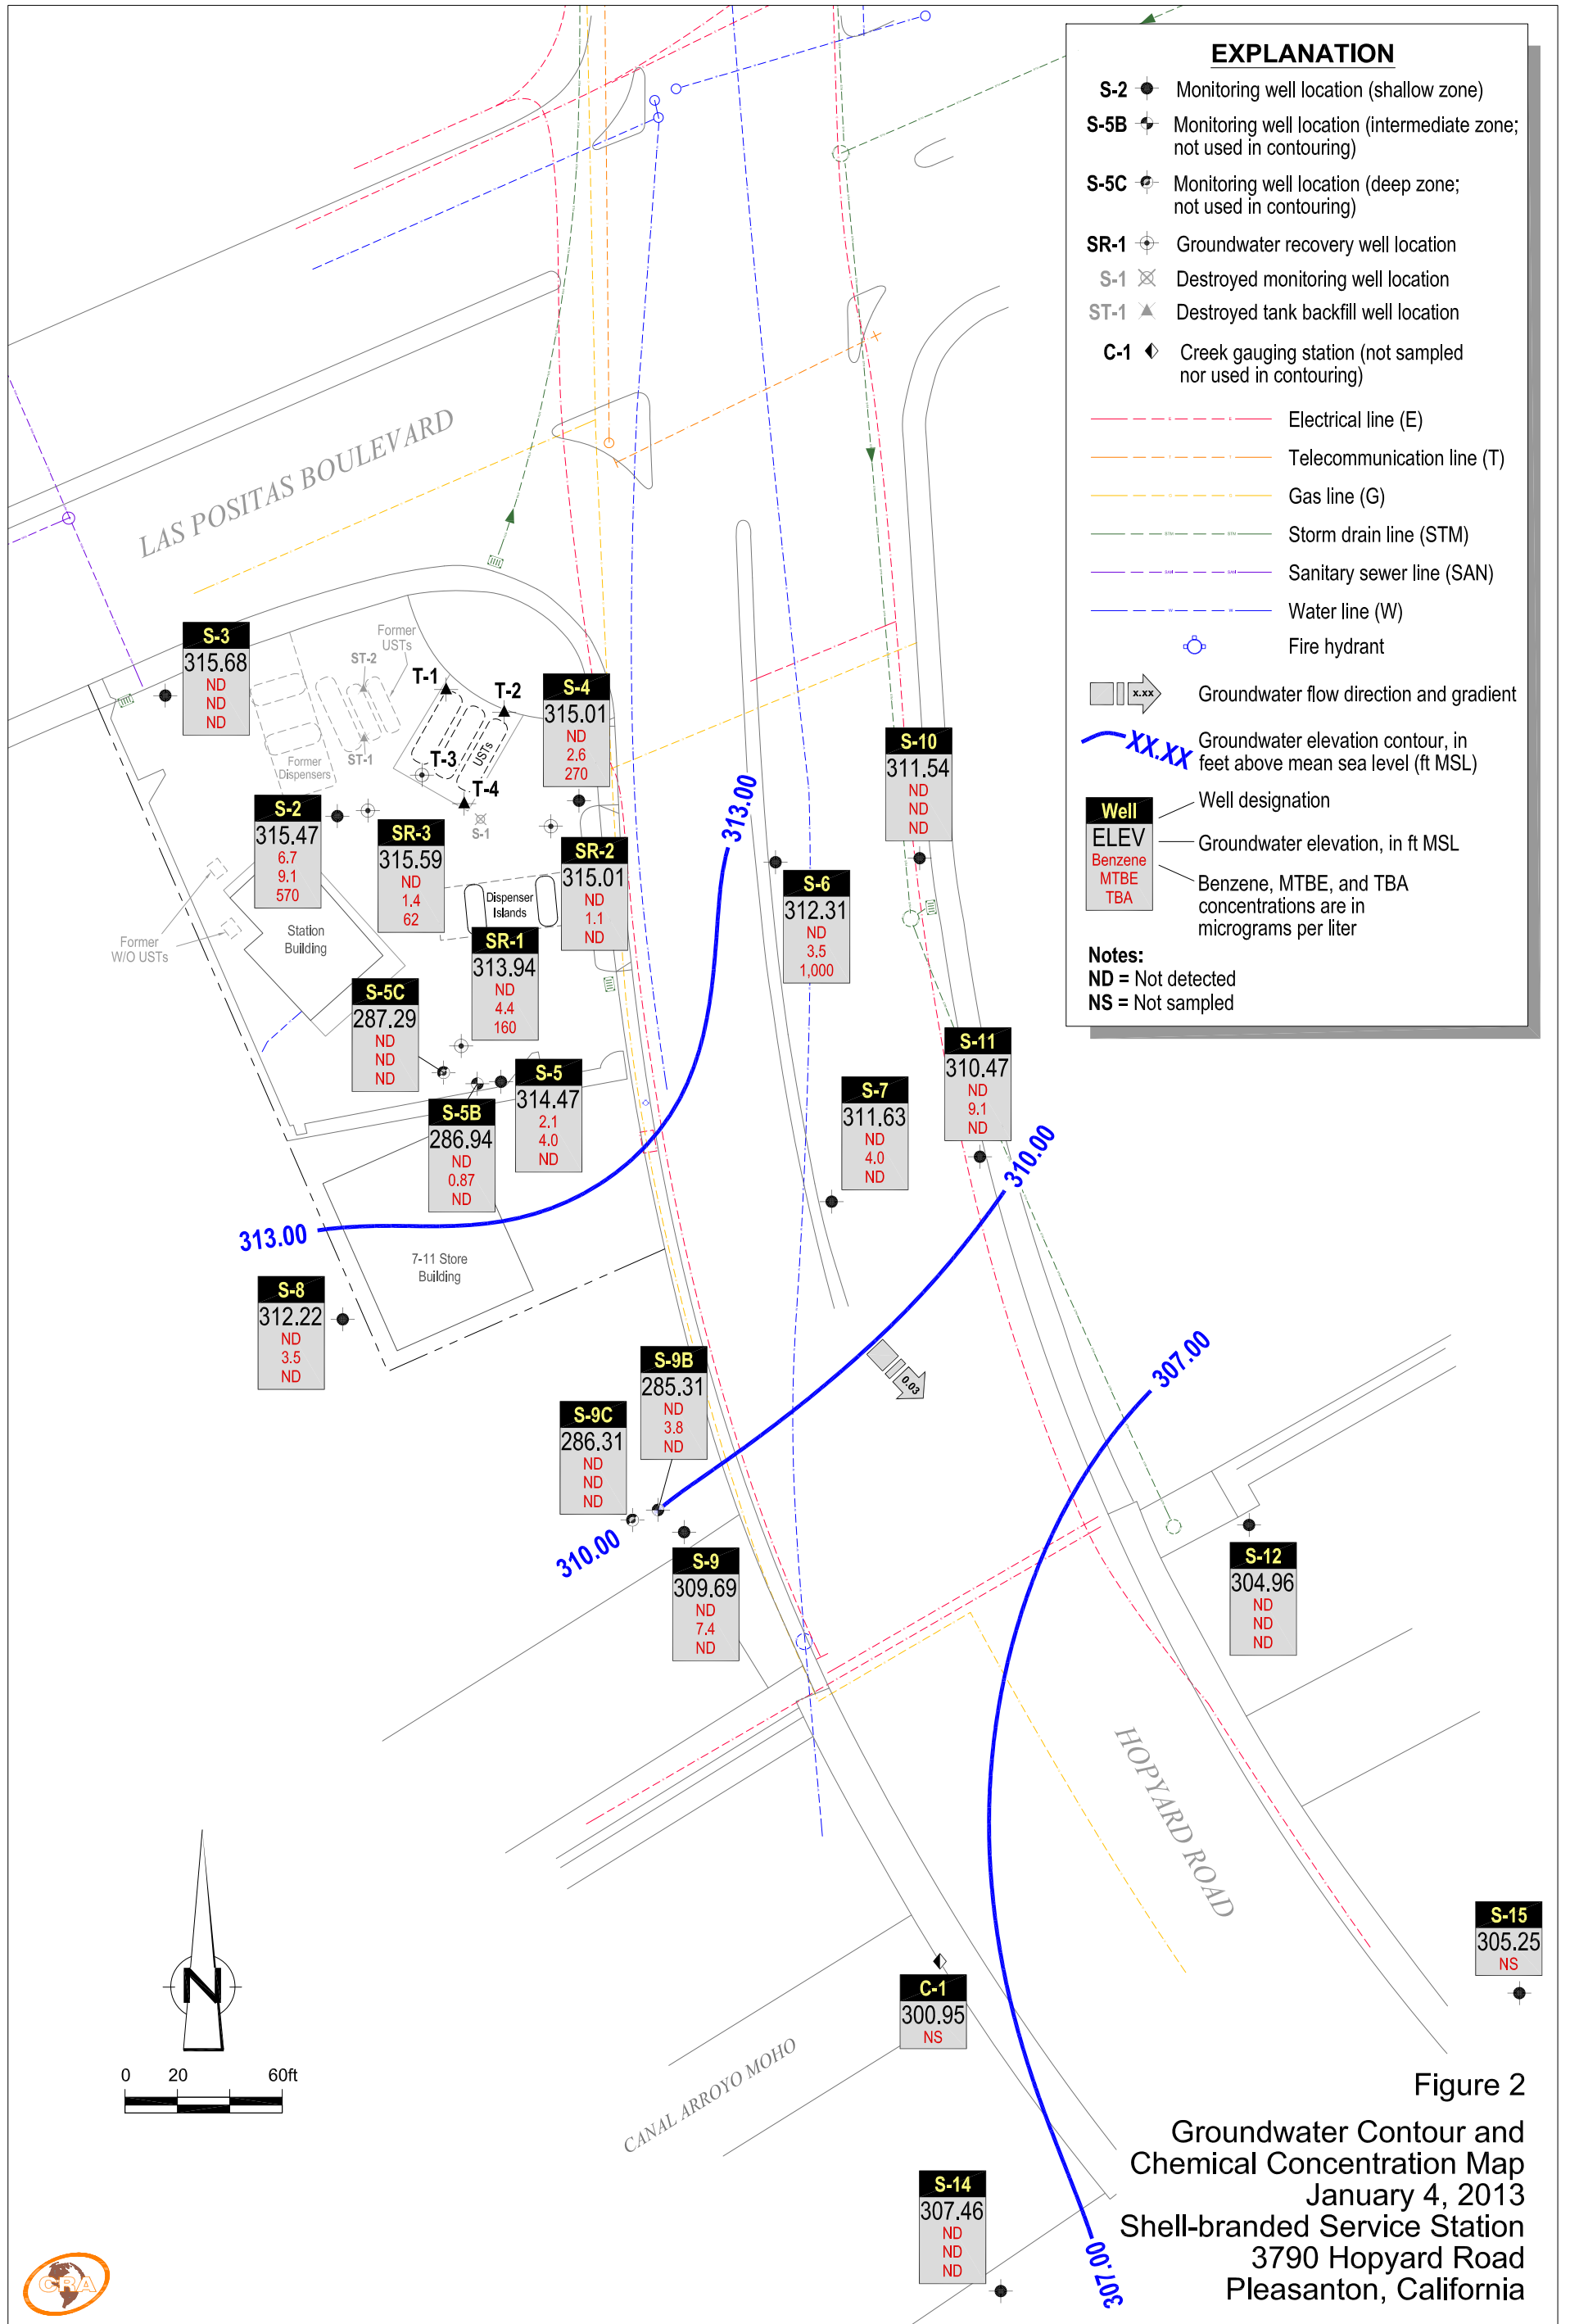 EXPLANATION
S-2 Monitoring well location (shallow zone)
S-5B Monitoring well location (intermediate zone;
not used in contouring)
S-5C Monitoring well location (deep zone;
not used in contouring)
SR-1 Groundwater recovery well location
S-1 Destroyed monitoring well location
ST-1 Destroyed tank backfill well location
C-1 Creek gauging station (not sampled
nor used in contouring)
Electrical line (E)
Telecommunication line (T)
Gas line (G)
Storm drain line (STM)
Sanitary sewer line (SAN)
Water line (W)
Fire hydrant
x.xx Groundwater flow direction and gradient
XX.XX Groundwater elevation contour, in
feet above mean sea level (ft MSL)
Well
ELEV
Benzene
MTBE
TBA
Well designation
Groundwater elevation, in ft MSL
Benzene, MTBE, and TBA
concentrations are in
micrograms per liter
Notes:
ND = Not detected
NS = Not sampled
LAS POSITAS BOULEVARD
S-3
315.68
ND
ND
ND
Former
USTs
ST-2
ST-1
Former
Dispensers
T-1
T-2
T-3
T-4
USTs
S-1
S-4
315.01
ND
2.6
270
S-10
311.54
ND
ND
ND
313.00
S-2
315.47
6.7
9.1
570
SR-3
315.59
ND
1.4
62
SR-2
315.01
ND
1.1
ND
S-6
312.31
ND
3.5
1,000
Dispenser
Islands
Station
Building
Former
W/O USTs
SR-1
313.94
ND
4.4
160
S-5C
287.29
ND
ND
ND
S-5
314.47
2.1
4.0
ND
S-5B
286.94
ND
0.87
ND
S-11
310.47
ND
9.1
ND
S-7
311.63
ND
4.0
ND
310.00
313.00
7-11 Store
Building
S-8
312.22
ND
3.5
ND
S-9B
285.31
ND
3.8
ND
0.03
307.00
S-9C
286.31
ND
ND
ND
310.00
S-9
309.69
ND
7.4
ND
S-12
304.96
ND
ND
ND
HOPYARD ROAD
S-15
305.25
NS
C-1
300.95
NS
CANAL ARROYO MOHO
N
0 20 60ft
S-14
307.46
ND
ND
ND
307.00
Figure 2
Groundwater Contour and
Chemical Concentration Map
January 4, 2013
Shell-branded Service Station
3790 Hopyard Road
Pleasanton, California
CRA